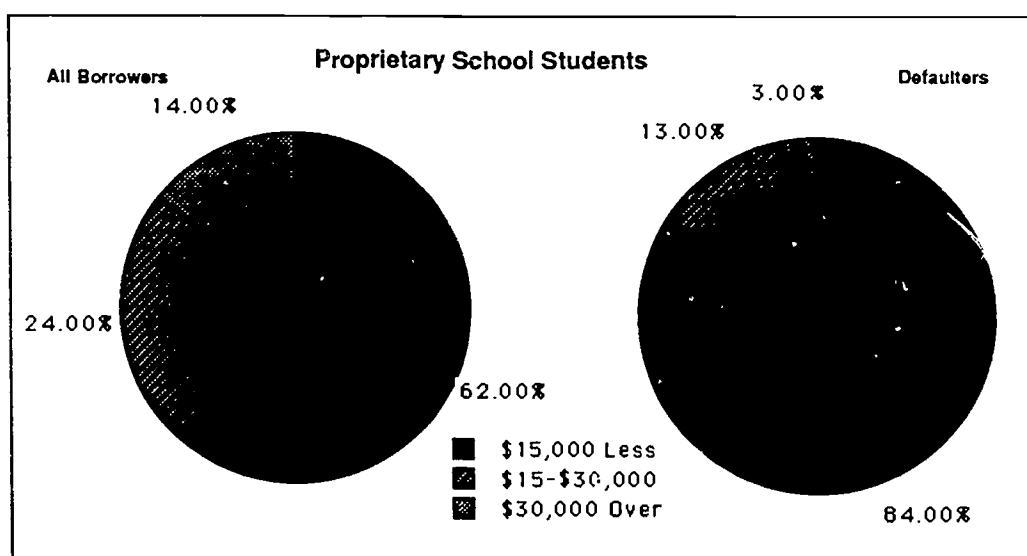 Proprietary School Students
All Borrowers
Defaulters
14.00%
24.00%
62.00%
3.00%
13.00%
84.00%
$15,000 Less
$15-$30,000
$30,000 Over